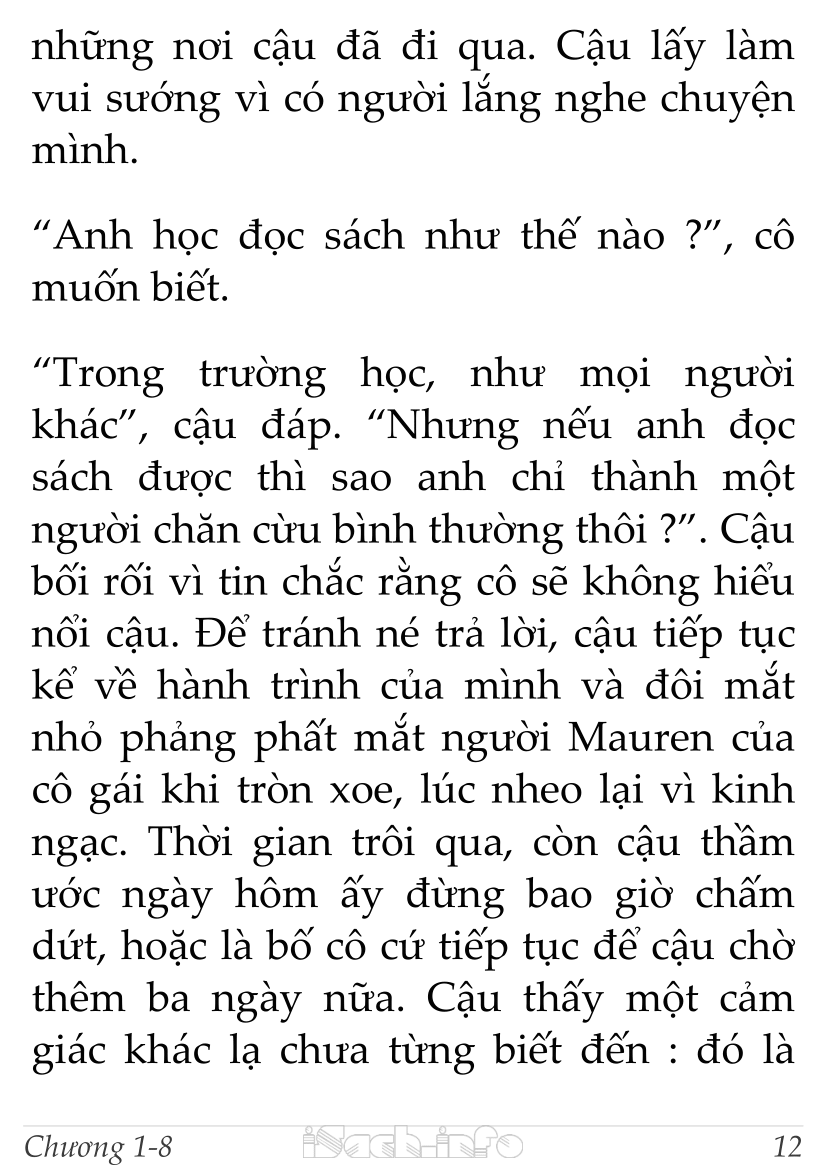 những nơi cậu đã đi qua. Cậu lấy làm
vui sướng vì có người lắng nghe chuyện
mình.
“Anh học đọc sách như thế nào ?”, cô
muốn biết.
“Trong trường học, như mọi người
khác”, cậu đáp. “Nhưng nếu anh đọc
sách được thì sao anh chỉ thành một
người chăn cừu bình thường thôi ?”. Cậu
bối rối vì tin chắc rằng cô sẽ không hiểu
nổi cậu. Để tránh né trả lời, cậu tiếp tục
kể về hành trình của mình và đôi mắt
nhỏ phảng phất mắt người Mauren của
cô gái khi tròn xoe, lúc nheo lại vì kinh
ngạc. Thời gian trôi qua, còn cậu thầm
ước ngày hôm ấy đừng bao giờ chấm
dứt, hoặc là bố cô cứ tiếp tục để cậu chờ
thêm ba ngày nữa. Cậu thấy một cảm
giác khác lạ chưa từng biết đến : đó là
Chương 1-8 iSach.info 12